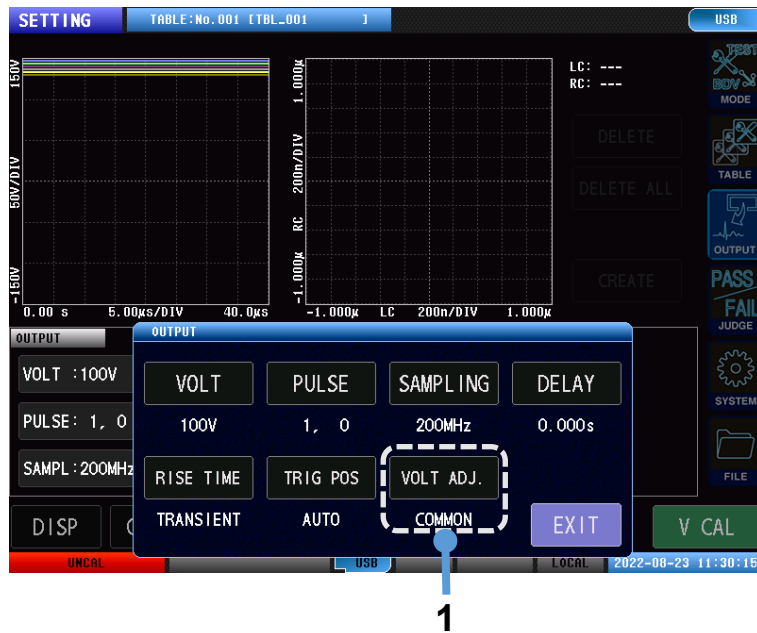 SETTING
TABLE:No.001 [TBL_001 ]
USB
150V
50V/DIV
-150V
0.00 s 5.00μs/DIV 40.0μs
1.000μ
200n/DIV
RC
-1.000μ
-1.000μ LC 200n/DIV 1.000μ
LC: ---
RC: ---
DELETE
DELETE ALL
CREATE
TEST
BDV
MODE
TABLE
OUTPUT
PASS
FAIL
JUDGE
SYSTEM
FILE
OUTPUT
VOLT :100V
PULSE: 1, 0
SAMPL:200MHz
OUTPUT
VOLT PULSE SAMPLING DELAY
100V 1, 0 200MHz 0.000s
RISE TIME TRIG POS VOLT ADJ.
TRANSIENT AUTO COMMON
EXIT
DISP
V CAL
UNCAL
USB
LOCAL
2022-08-23 11:30:15
1